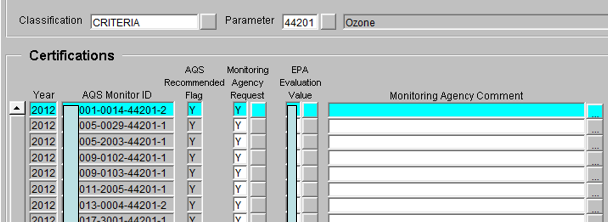 Classification CRITERIA Parameter 44201 Ozone
Certifications
AQS Monitoring EPA
Recommended Agency Evaluation
Year AQS Monitor ID Flag Request Value Monitoring Agency Comment
2012 001-0014-44201-2 Y Y ...
2012 005-0029-44201-1 Y Y ...
2012 005-2003-44201-1 Y Y ...
2012 009-0102-44201-1 Y Y ...
2012 009-0103-44201-1 Y Y ...
2012 011-2005-44201-1 Y Y ...
2012 013-0004-44201-2 Y Y ...
2012 017-3001-44201-1 Y Y ...